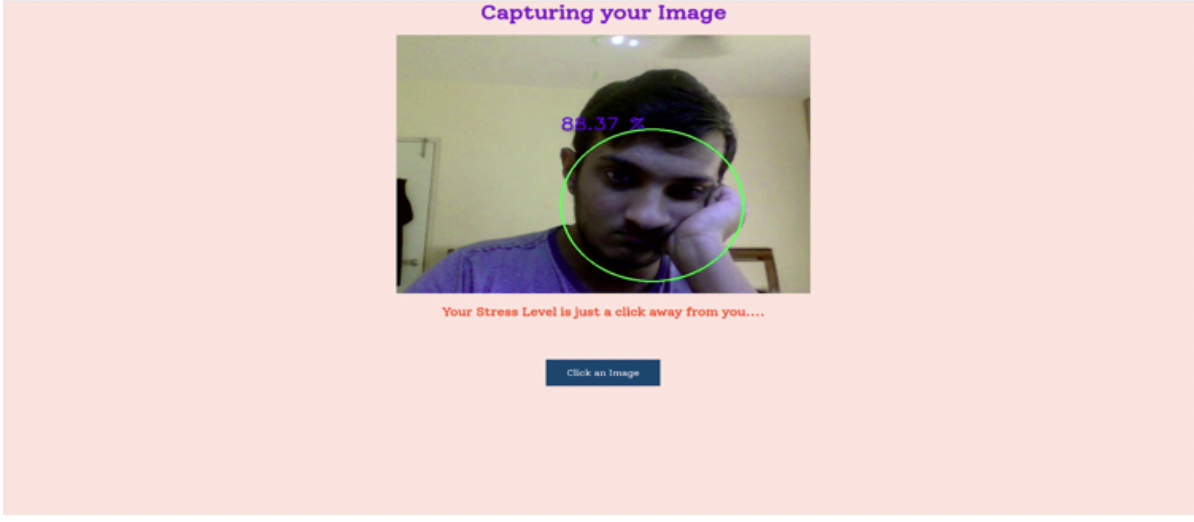 Capturing your Image
88.37 %
Your Stress Level is just a click away from you....
Click an Image